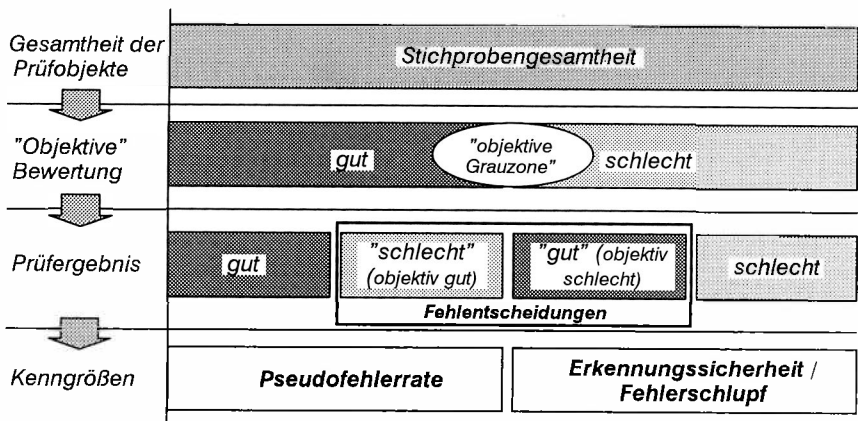 Gesamtheit der
Prüfobjekte
Stichprobengesamtheit
"Objektive"
Bewertung
gut
"objektive
Grauzone"
schlecht
Prüfergebnis
gut
"schlecht"
(objektiv gut)
"gut" (objektiv
schlecht)
schlecht
Fehlentscheidungen
Kenngrößen
Pseudofehlerrate
Erkennungssicherheit /
Fehlerschlupf